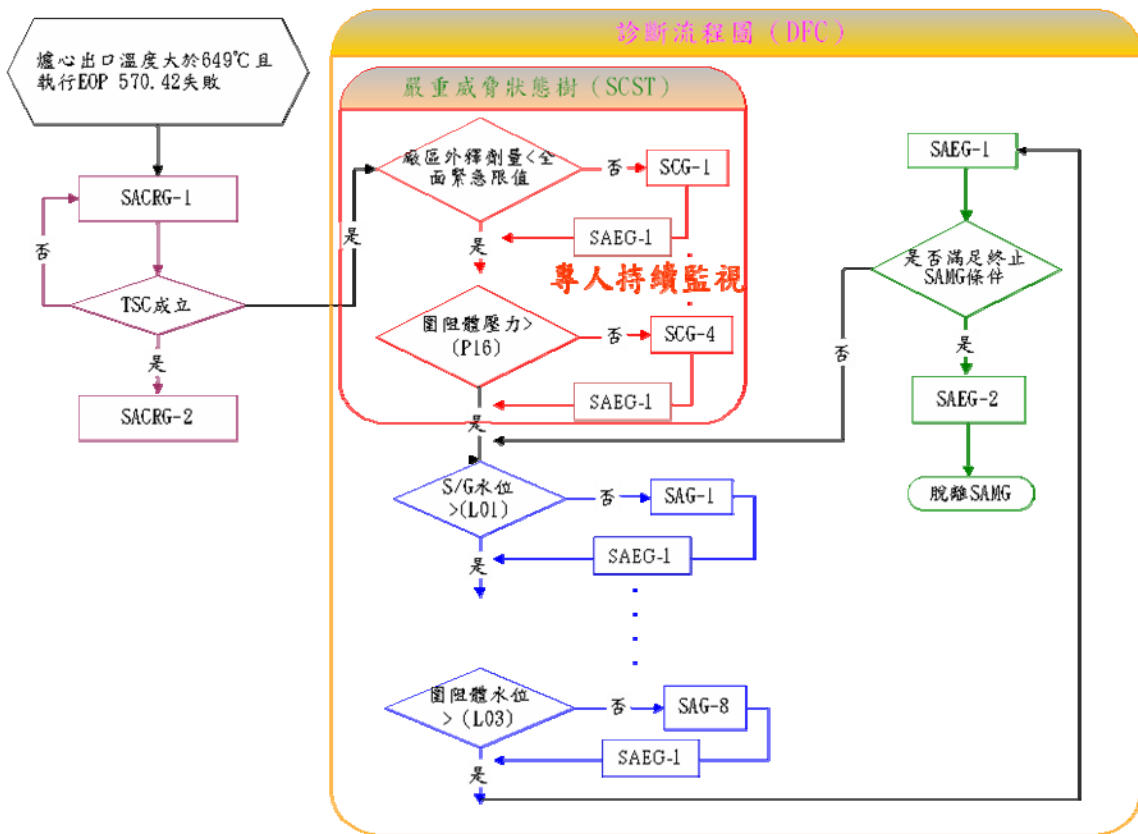 診斷流程圖（DFC）
爐心出口溫度大於649℃且
執行EOP 570.42失敗
SACRG-1
否
TSC成立
是
是
SACRG-2
嚴重威脅狀態樹（SCST）
廠區外釋劑量<全
面緊急限值
否
SCG-1
SAEG-1
是
專人持續監視
圍阻體壓力>
(P16)
否
SCG-4
SAEG-1
是
S/G水位
>(L01)
否
SAG-1
SAEG-1
是
圍阻體水位
> (L03)
否
SAG-8
SAEG-1
是
SAEG-1
是否滿足終止
SAMG條件
否
是
SAEG-2
脫離SAMG